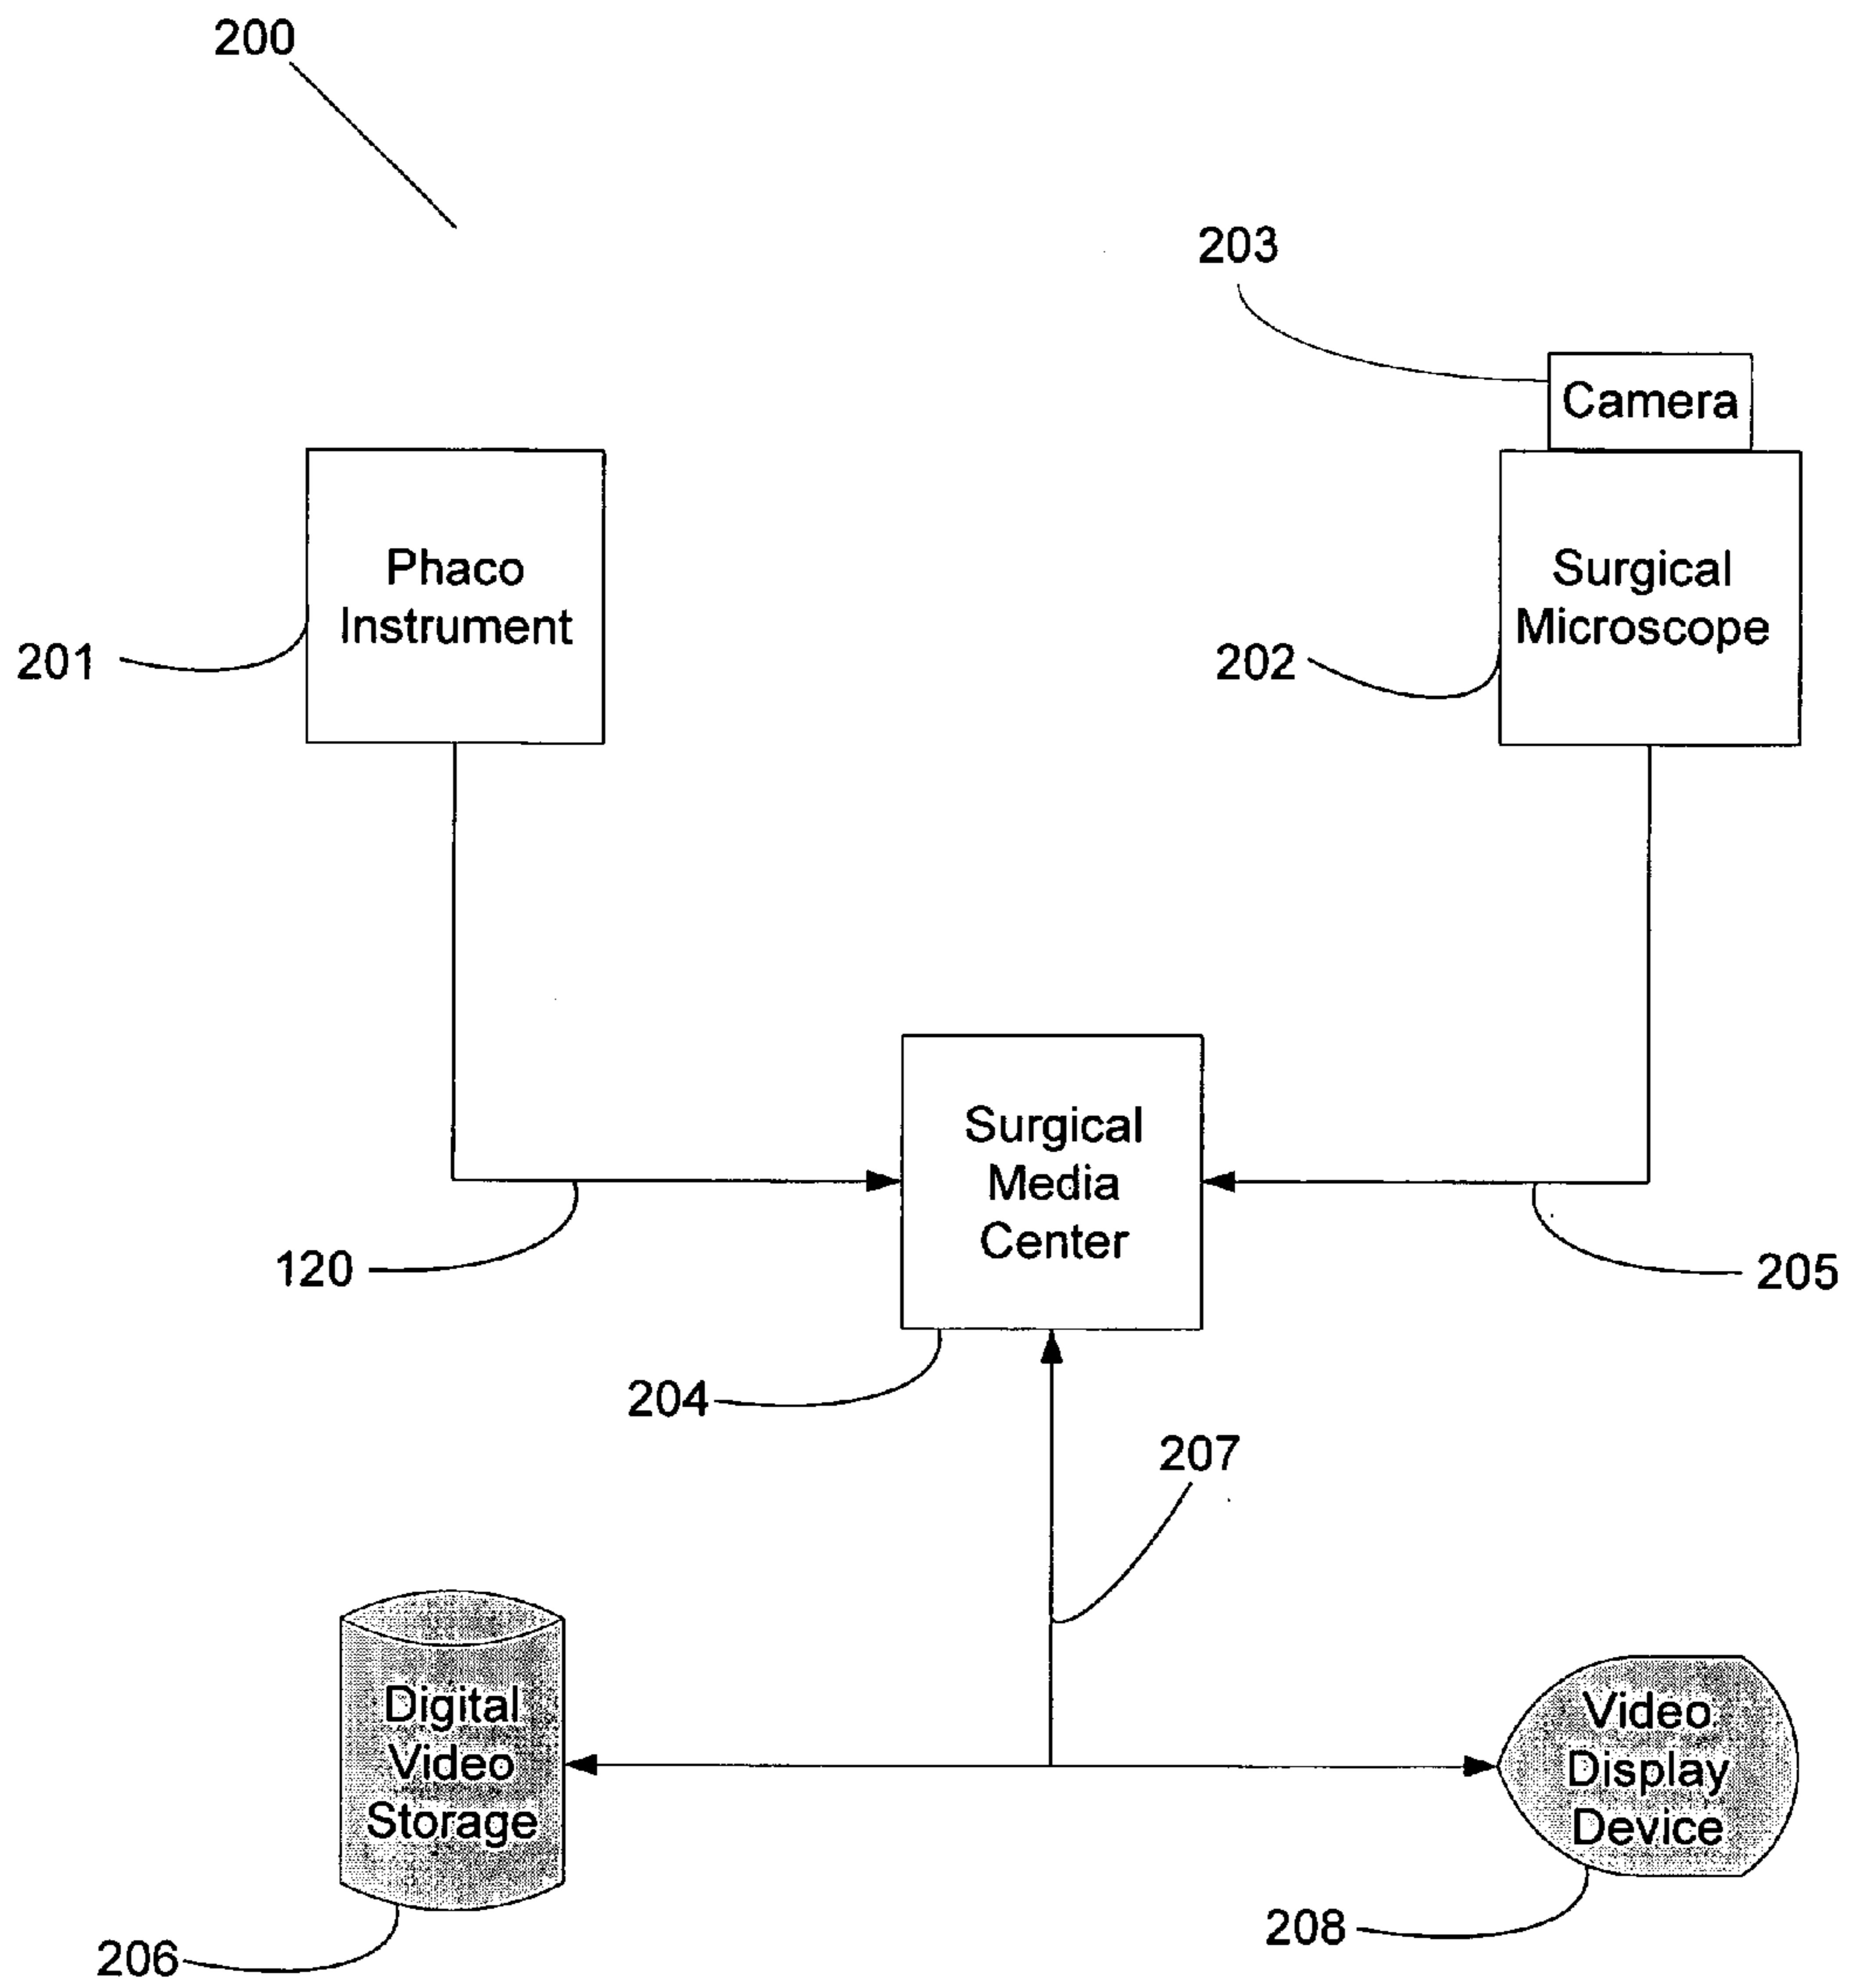 200
203
Camera
Phaco
Instrument
201
Surgical
Microscope
202
Surgical
Media
Center
120
205
204
207
Digital
Video
Storage
206
Video
Display
Device
208